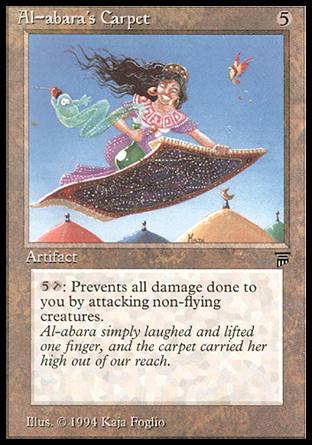 Al-abara's Carpet 5
Artifact
5: Prevents all damage done to
you by attacking non-flying
creatures.
Al-abara simply laughed and lifted
one finger, and the carpet carried her
high out of our reach.
Illus. © 1994 Kaja Foglio